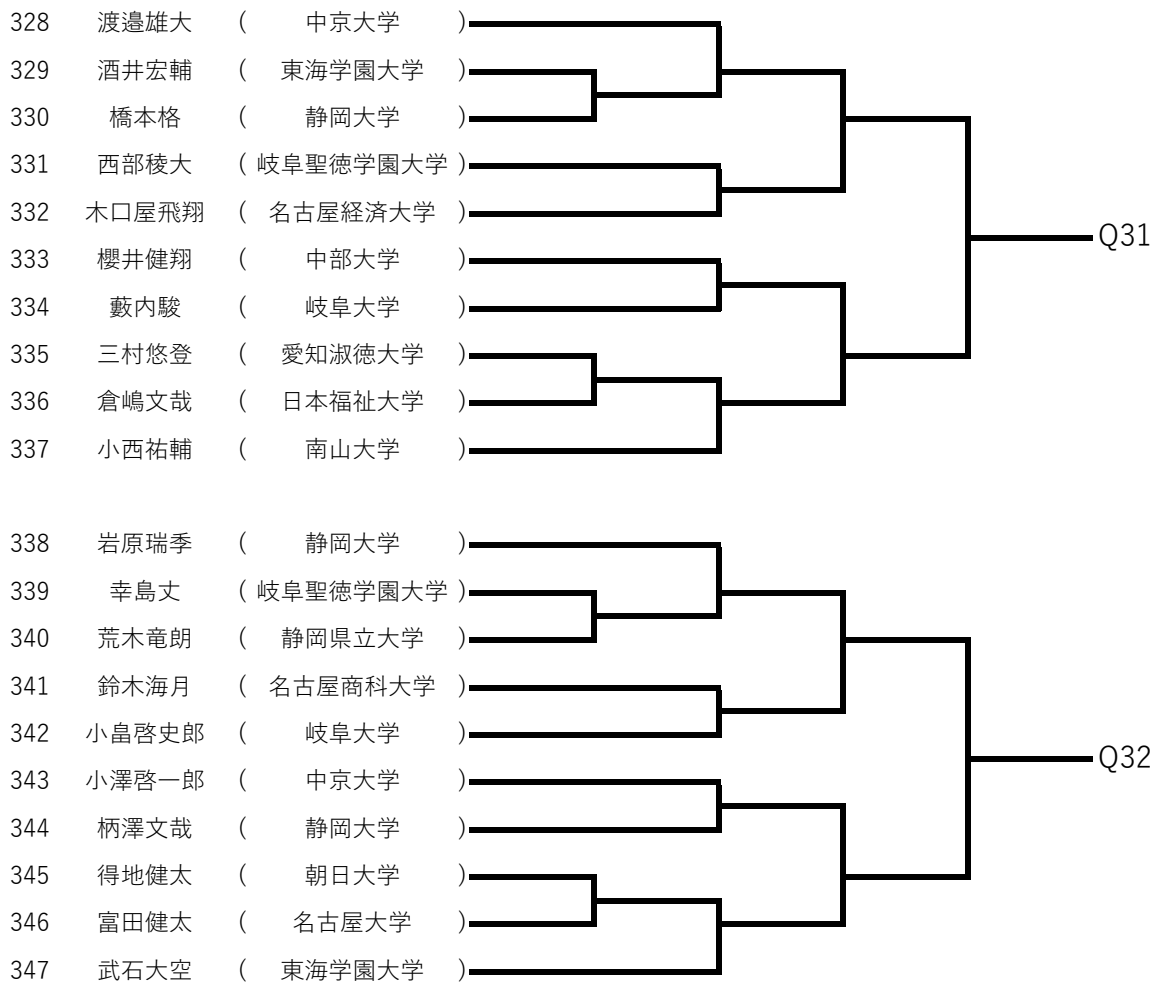 328 渡邉雄大 ( 中京大学 )
329 酒井宏輔 ( 東海学園大学 )
330 橋本格 ( 静岡大学 )
331 西部稜大 ( 岐阜聖徳学園大学 )
332 木口屋飛翔 ( 名古屋経済大学 )
333 櫻井健翔 ( 中部大学 )
Q31
334 藪内駿 ( 岐阜大学 )
335 三村悠登 ( 愛知淑徳大学 )
336 倉嶋文哉 ( 日本福祉大学 )
337 小西祐輔 ( 南山大学 )
338 岩原瑞季 ( 静岡大学 )
339 幸島丈 ( 岐阜聖徳学園大学 )
340 荒木竜朗 ( 静岡県立大学 )
341 鈴木海月 ( 名古屋商科大学 )
342 小畠啓史郎 ( 岐阜大学 )
Q32
343 小澤啓一郎 ( 中京大学 )
344 柄澤文哉 ( 静岡大学 )
345 得地健太 ( 朝日大学 )
346 富田健太 ( 名古屋大学 )
347 武石大空 ( 東海学園大学 )